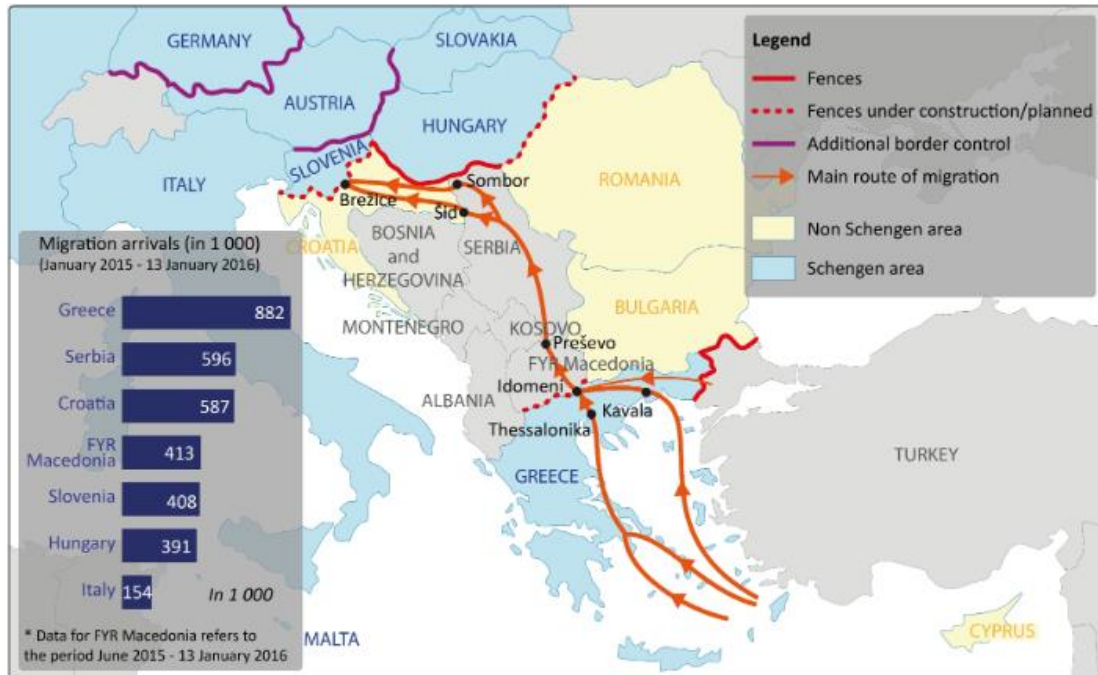 GERMANY
SLOVAKIA
AUSTRIA
HUNGARY
SLOVENIA
ITALY
ROMANIA
Sombor
Brežice
Šid
CROATIA
BOSNIA
and
HERZEGOVINA
SERBIA
BULGARIA
MONTENEGRO
KOSOVO
Preševo
FYR Macedonia
Idomeni
ALBANIA
Kavala
Thessalonika
TURKEY
GREECE
MALTA
CYPRUS
Legend
Fences
Fences under construction/planned
Additional border control
Main route of migration
Non Schengen area
Schengen area
Migration arrivals (in 1 000)
(January 2015 - 13 January 2016)
Greece 882
Serbia 596
Croatia 587
FYR
Macedonia 413
Slovenia 408
Hungary 391
Italy 154 In 1 000
* Data for FYR Macedonia refers to
the period June 2015 - 13 January 2016